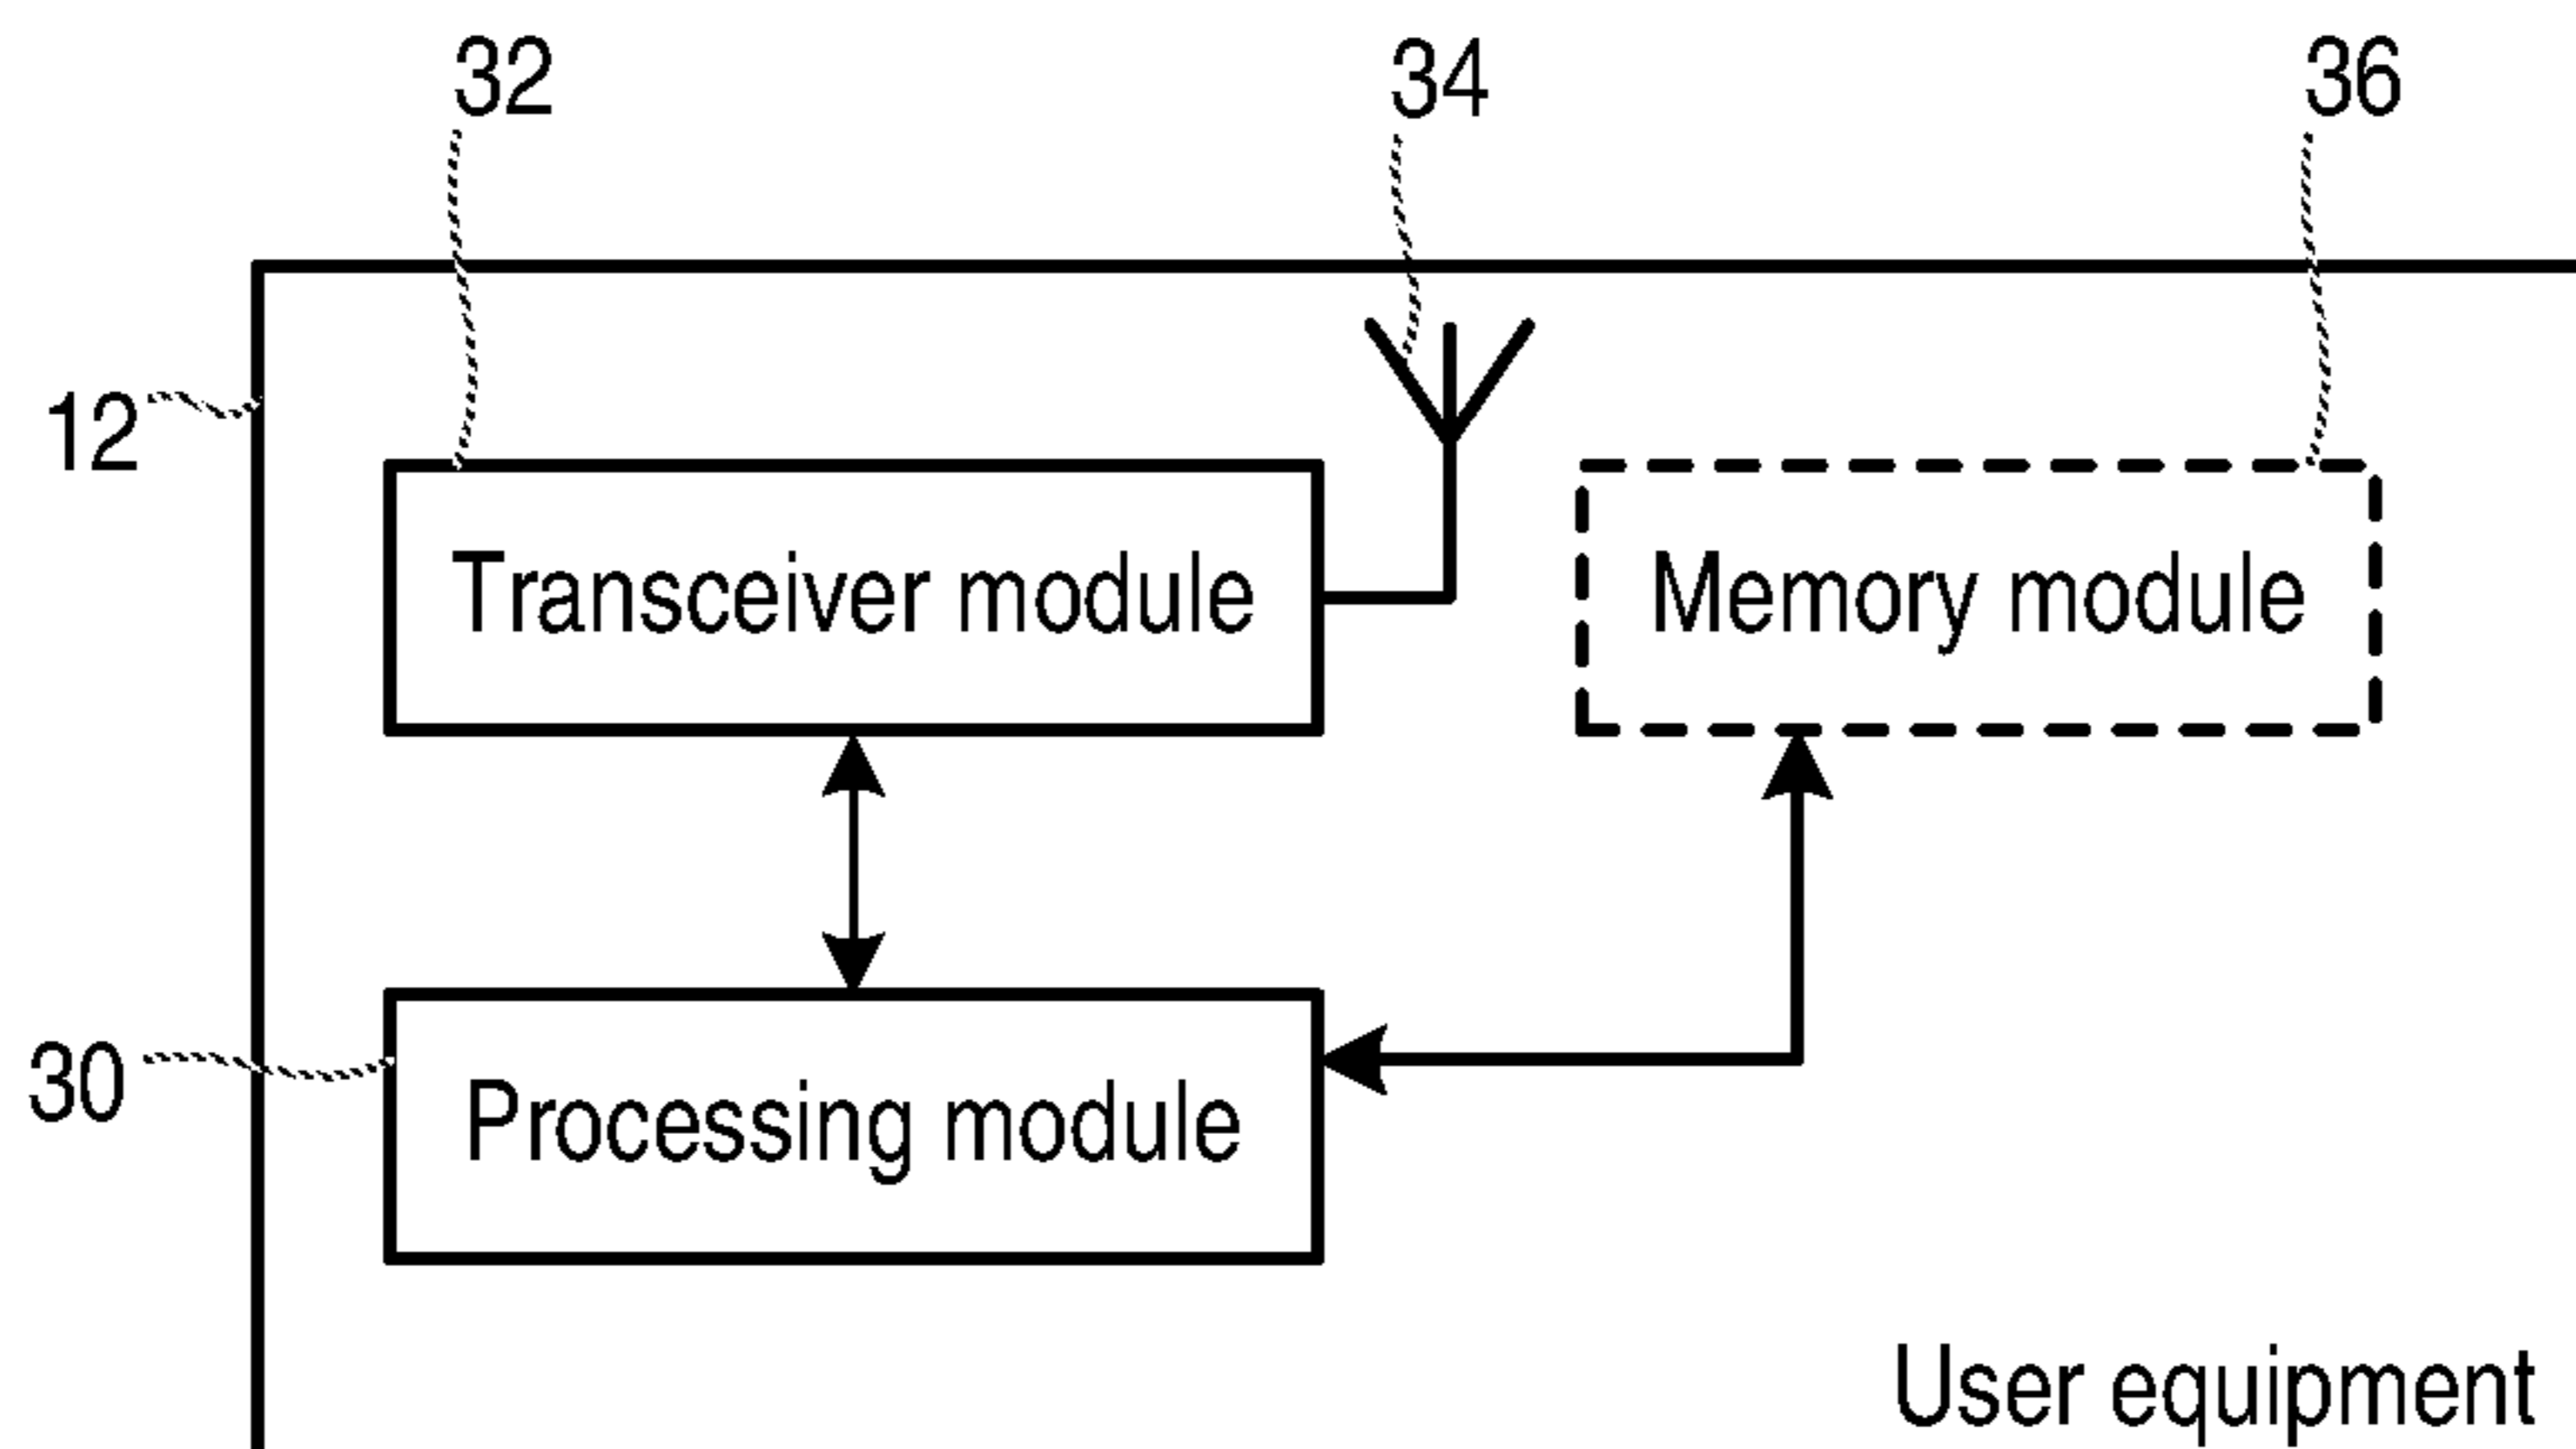 32
34
36
12
Transceiver module
Memory module
30
Processing module
User equipment